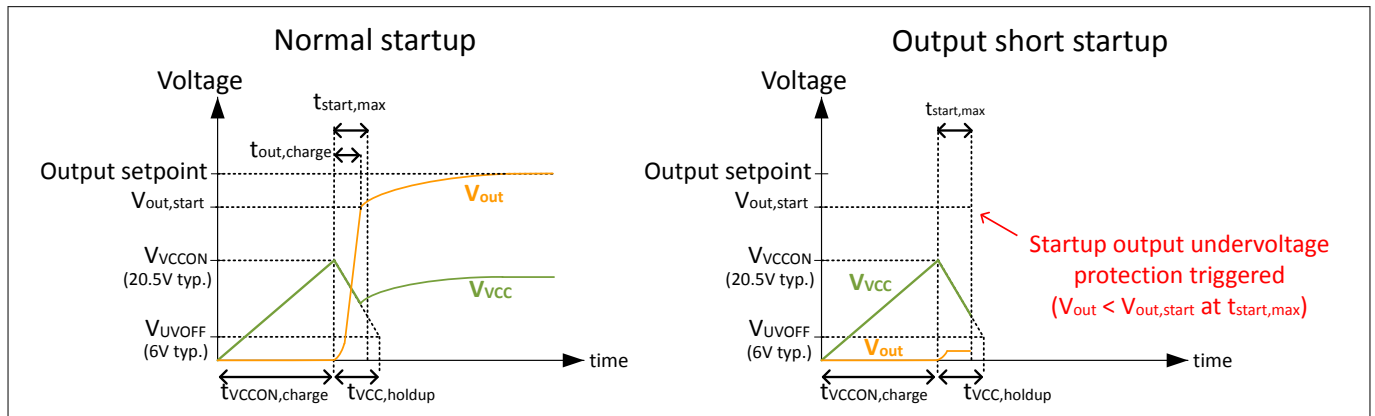 Normal startup
Voltage
tstart,max
tout,charge
Output setpoint
Vout,start
Vout
VVCCON
(20.5V typ.)
VVCC
VUVOFF
(6V typ.)
time
tVCCON,charge
tVCC,holdup
Output short startup
Voltage
tstart,max
Output setpoint
Vout,start
VVCCON
(20.5V typ.)
VVCC
Startup output undervoltage
protection triggered
(Vout < Vout,start at tstart,max)
VUVOFF
(6V typ.)
Vout
time
tVCCON,charge
tVCC,holdup